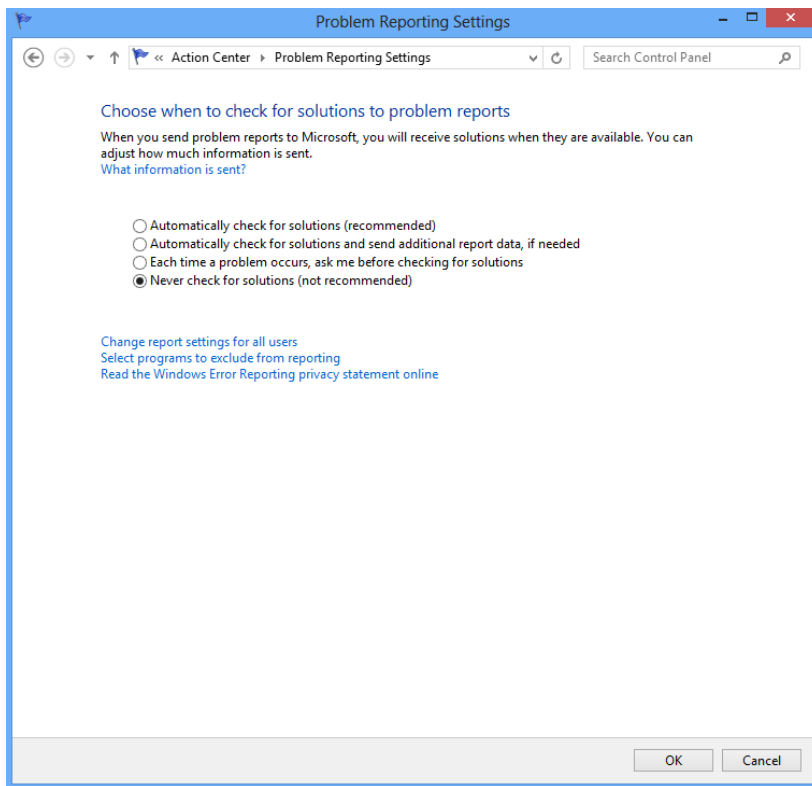 Problem Reporting Settings
« Action Center Problem Reporting Settings
Search Control Panel
Choose when to check for solutions to problem reports
When you send problem reports to Microsoft, you will receive solutions when they are available. You can
adjust how much information is sent.
What information is sent?
Automatically check for solutions (recommended)
Automatically check for solutions and send additional report data, if needed
Each time a problem occurs, ask me before checking for solutions
Never check for solutions (not recommended)
Change report settings for all users
Select programs to exclude from reporting
Read the Windows Error Reporting privacy statement online
OK Cancel